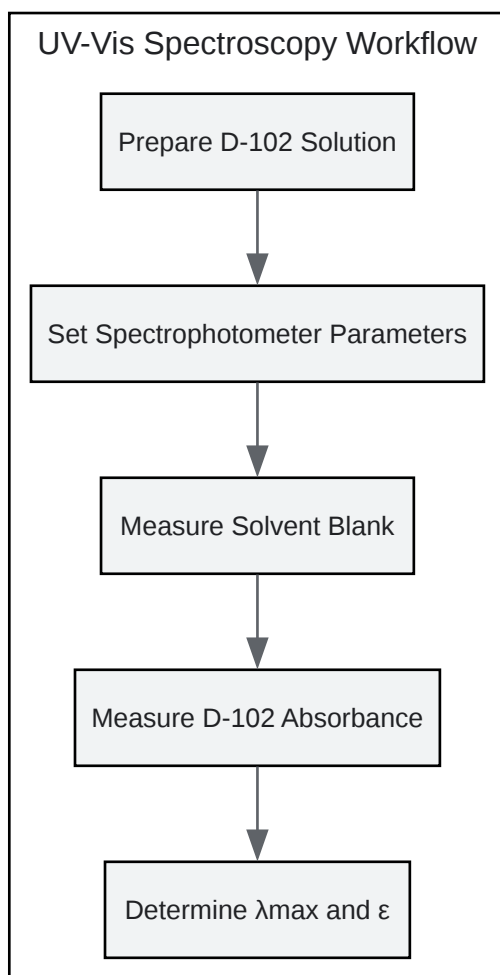 UV-Vis Spectroscopy Workflow
Prepare D-102 Solution
Set Spectrophotometer Parameters
Measure Solvent Blank
Measure D-102 Absorbance
Determine λmax and ε